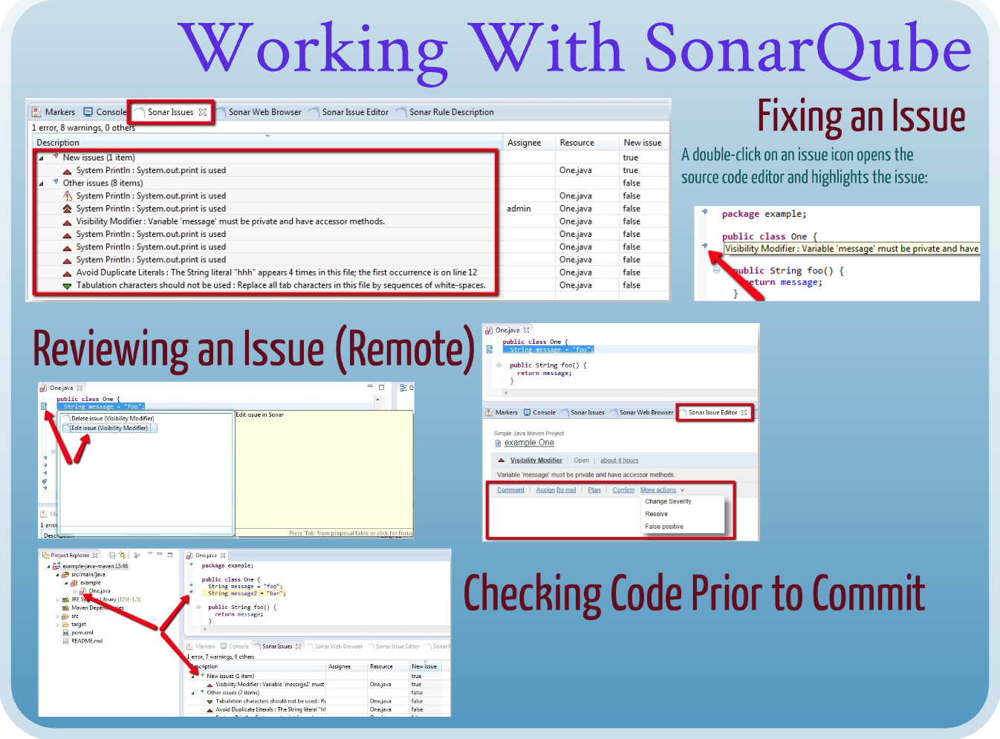 Working With SonarQube
Markers Console Sonar Issues Sonar Web Browser Sonar Issue Editor Sonar Rule Description
1 error, 8 warnings, 0 others
Description Assignee Resource New issue
New issues (1 item) true
System Println : System.out.print is used One.java true
Other issues (8 items) false
System Println : System.out.print is used One.java false
System Println : System.out.print is used admin One.java false
Visibility Modifier : Variable 'message' must be private and have accessor methods. One.java false
System Println : System.out.print is used One.java false
System Println : System.out.print is used One.java false
System Println : System.out.print is used One.java false
Avoid Duplicate Literals : The String literal "hhh" appears 4 times in this file; the first occurrence is on line 12 One.java false
Tabulation characters should not be used : Replace all tab characters in this file by sequences of white-spaces. One.java false
Fixing an Issue
A double-click on an issue icon opens the
source code editor and highlights the issue:
package example;
public class One {
Visibility Modifier : Variable 'message' must be private and have
public String foo() {
return message;
}
Reviewing an Issue (Remote)
One.java
public class One {
String message = "foo";
Delete issue (Visibility Modifier)
Edit issue (Visibility Modifier)
Edit issue in Sonar
Press 'Tab' from proposal table or click for focus
One.java
public class One {
String message = "foo";
public String foo() {
return message;
}
Markers Console Sonar Issues Sonar Web Browser Sonar Issue Editor
Simple Java Maven Project
example.One
Visibility Modifier Open about 4 hours
Variable 'message' must be private and have accessor methods.
Comment Assign [to me] Plan Confirm More actions
Change Severity
Resolve
False positive
Project Explorer
example-java-maven 15:46
src/main/java
example
One.java
JRE System Library [J2SE-1.5]
Maven Dependencies
src
target
pom.xml
README.md
One.java
package example;
public class One {
String message = "foo";
String message2 = "bar";
public String foo() {
return message;
}
Markers Console Sonar Issues Sonar Web Browser Sonar Issue Editor Sonar
1 error, 7 warnings, 0 others
Description Assignee Resource New issue
New issues (1 item) true
Visibility Modifier : Variable 'message2' must One.java true
Other issues (7 items) false
Tabulation characters should not be used : One.java false
Avoid Duplicate Literals : The String literal One.java false
Checking Code Prior to Commit